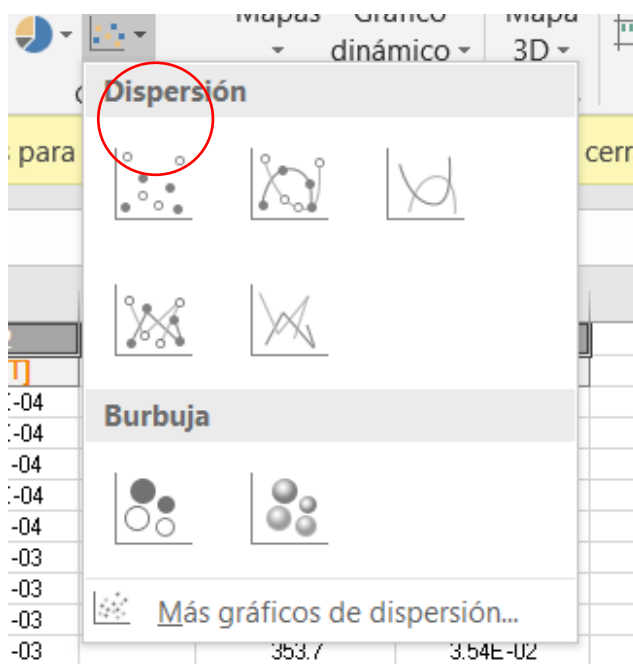 Mapas Gráfico Mapa
dinámico 3D
Dispersión
para
cerr
-04
-04
-04
-04
-04
-03
-03
-03
-03
Burbuja
Más gráficos de dispersión...
353.7 3.54E-02